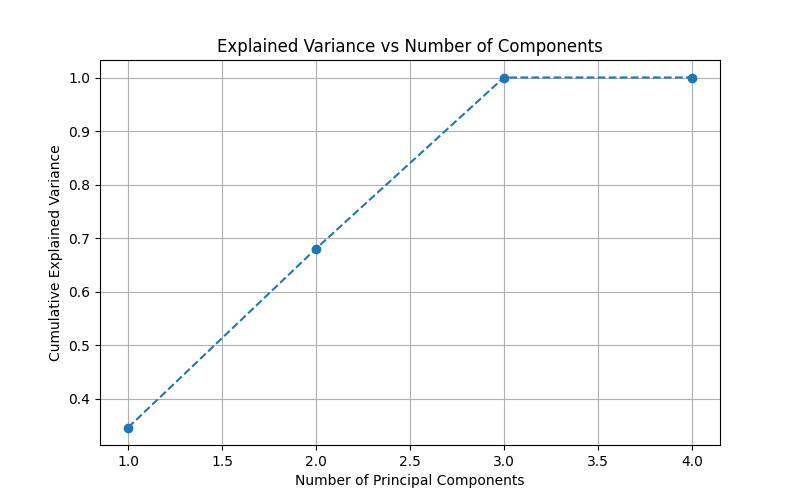 Explained Variance vs Number of Components
Cumulative Explained Variance
1.0
0.9
0.8
0.7
0.6
0.5
0.4
1.0 1.5 2.0 2.5 3.0 3.5 4.0
Number of Principal Components